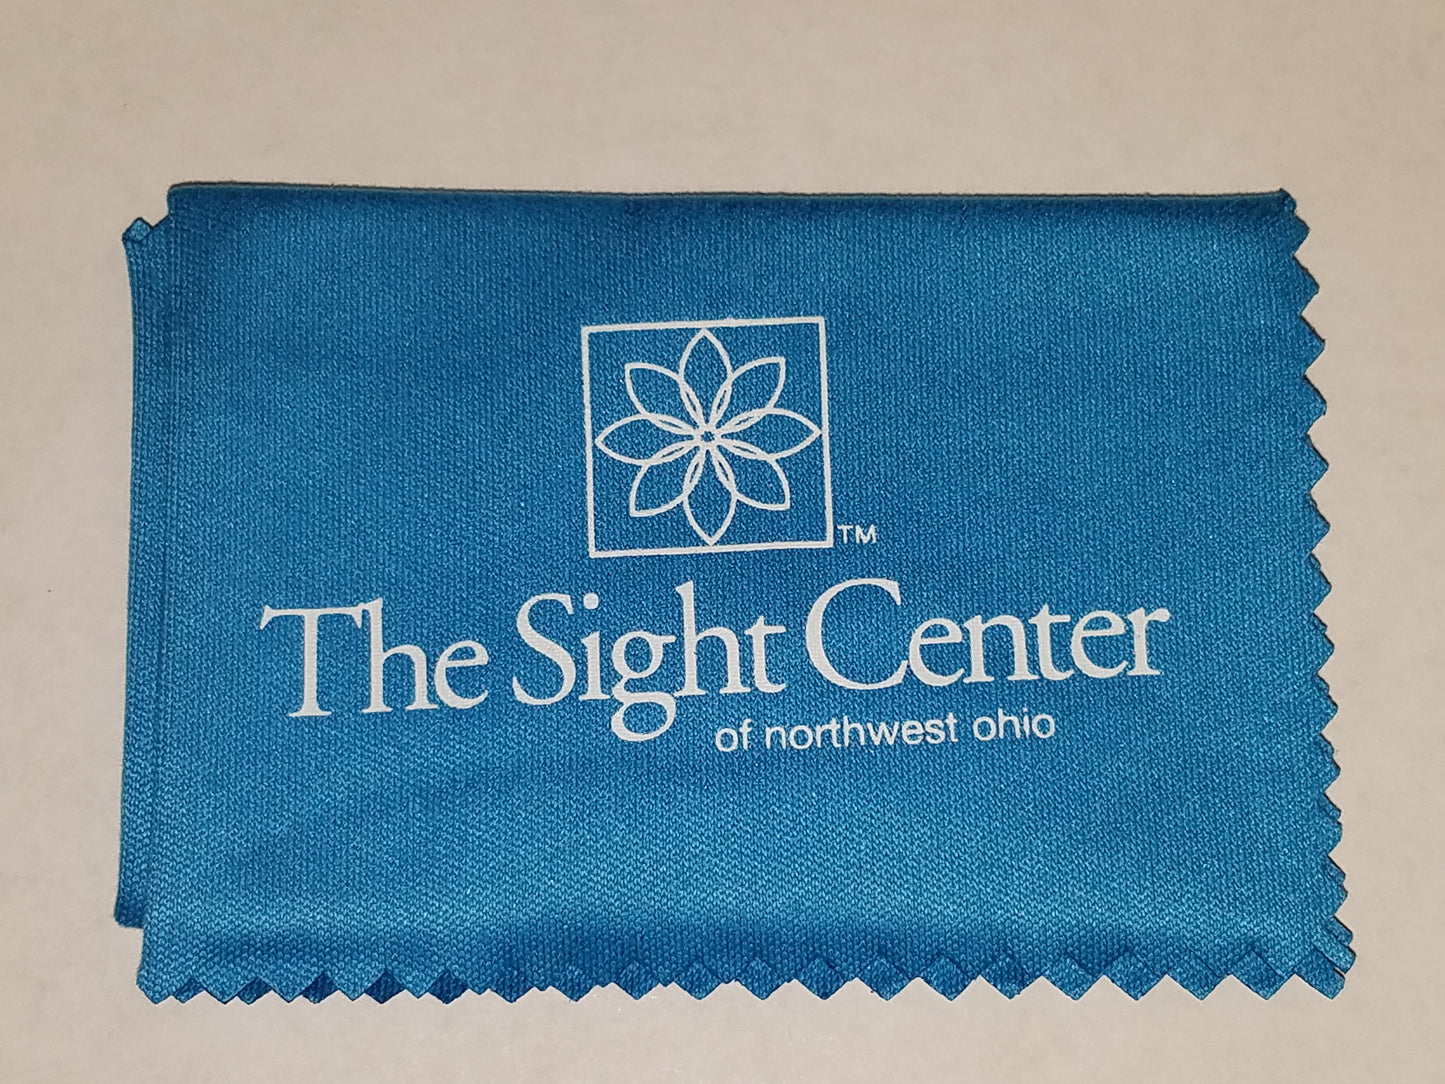 TM
The Sight Center
of northwest ohio